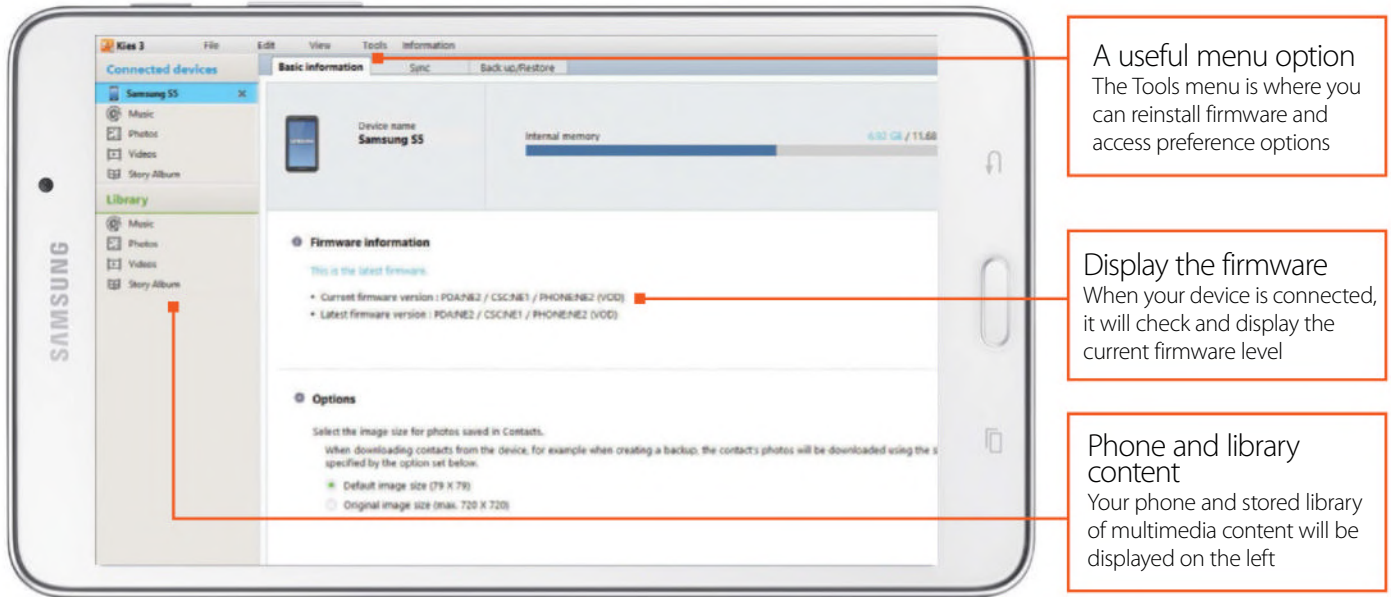 Kies 3 File Edit View Tools Information
Connected devices
Basic information Sync Back up/Restore
Samsung S5
Music
Photos
Videos
Story Album
Library
Music
Photos
Videos
Story Album
Device name
Samsung S5
Internal memory 6.92 GB / 11.68
Firmware information
This is the latest firmware.
• Current firmware version : PDA:NE2 / CSC:NE1 / PHONE:NE2 (VOD)
• Latest firmware version : PDA:NE2 / CSC:NE1 / PHONE:NE2 (VOD)
Options
Select the image size for photos saved in Contacts.
When downloading contacts from the device, for example when creating a backup, the contact's photos will be downloaded using the s
specified by the option set below.
Default image size (79 X 79)
Original image size (max. 720 X 720)
SAMSUNG
A useful menu option
The Tools menu is where you
can reinstall firmware and
access preference options
Display the firmware
When your device is connected,
it will check and display the
current firmware level
Phone and library
content
Your phone and stored library
of multimedia content will be
displayed on the left